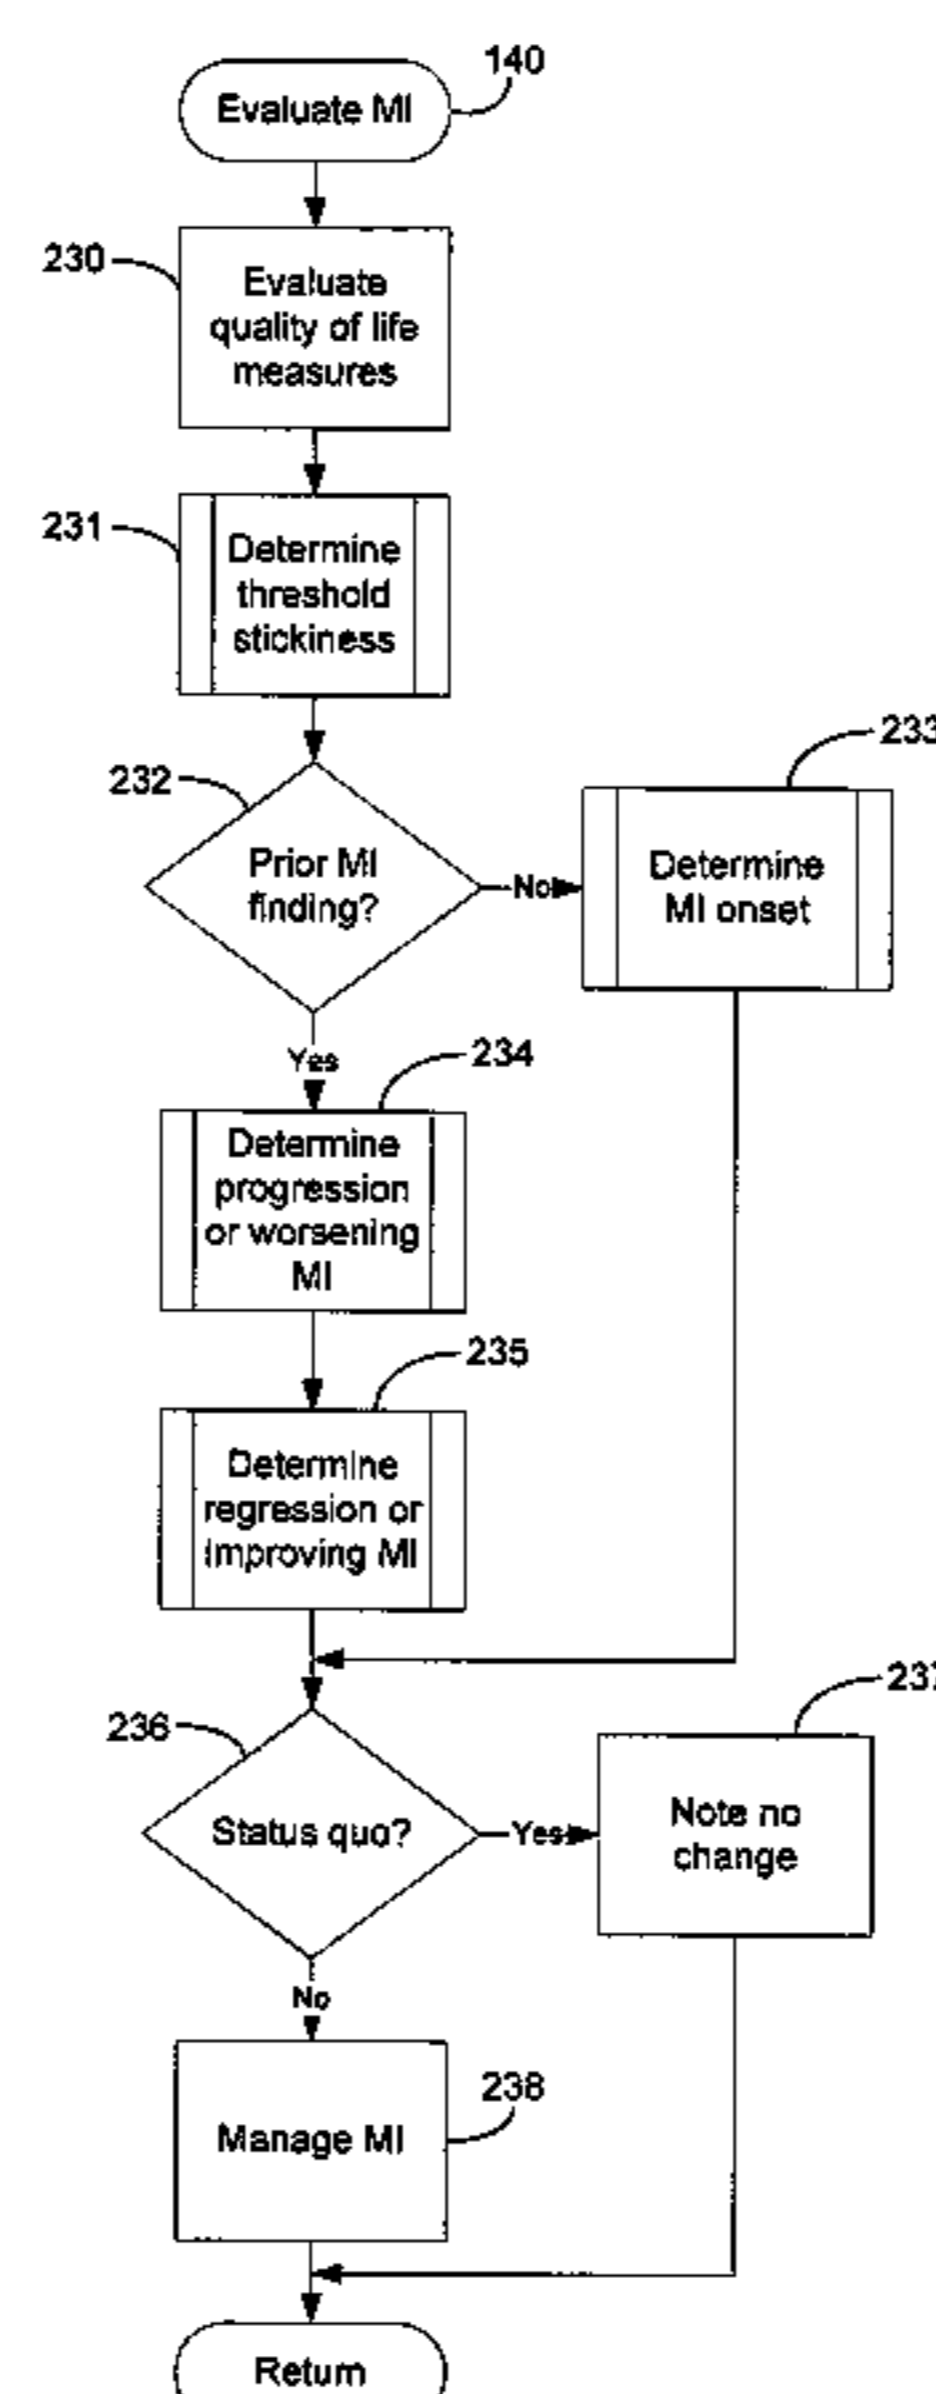 140
Evaluate MI
230
Evaluate
quality of life
measures
231
Determine
threshold
stickiness
232
Prior MI
finding?
No
233
Determine
MI onset
Yes
234
Determine
progression
or worsening
MI
235
Determine
regression or
improving MI
236
Status quo?
Yes
237
Note no
change
No
238
Manage MI
Return